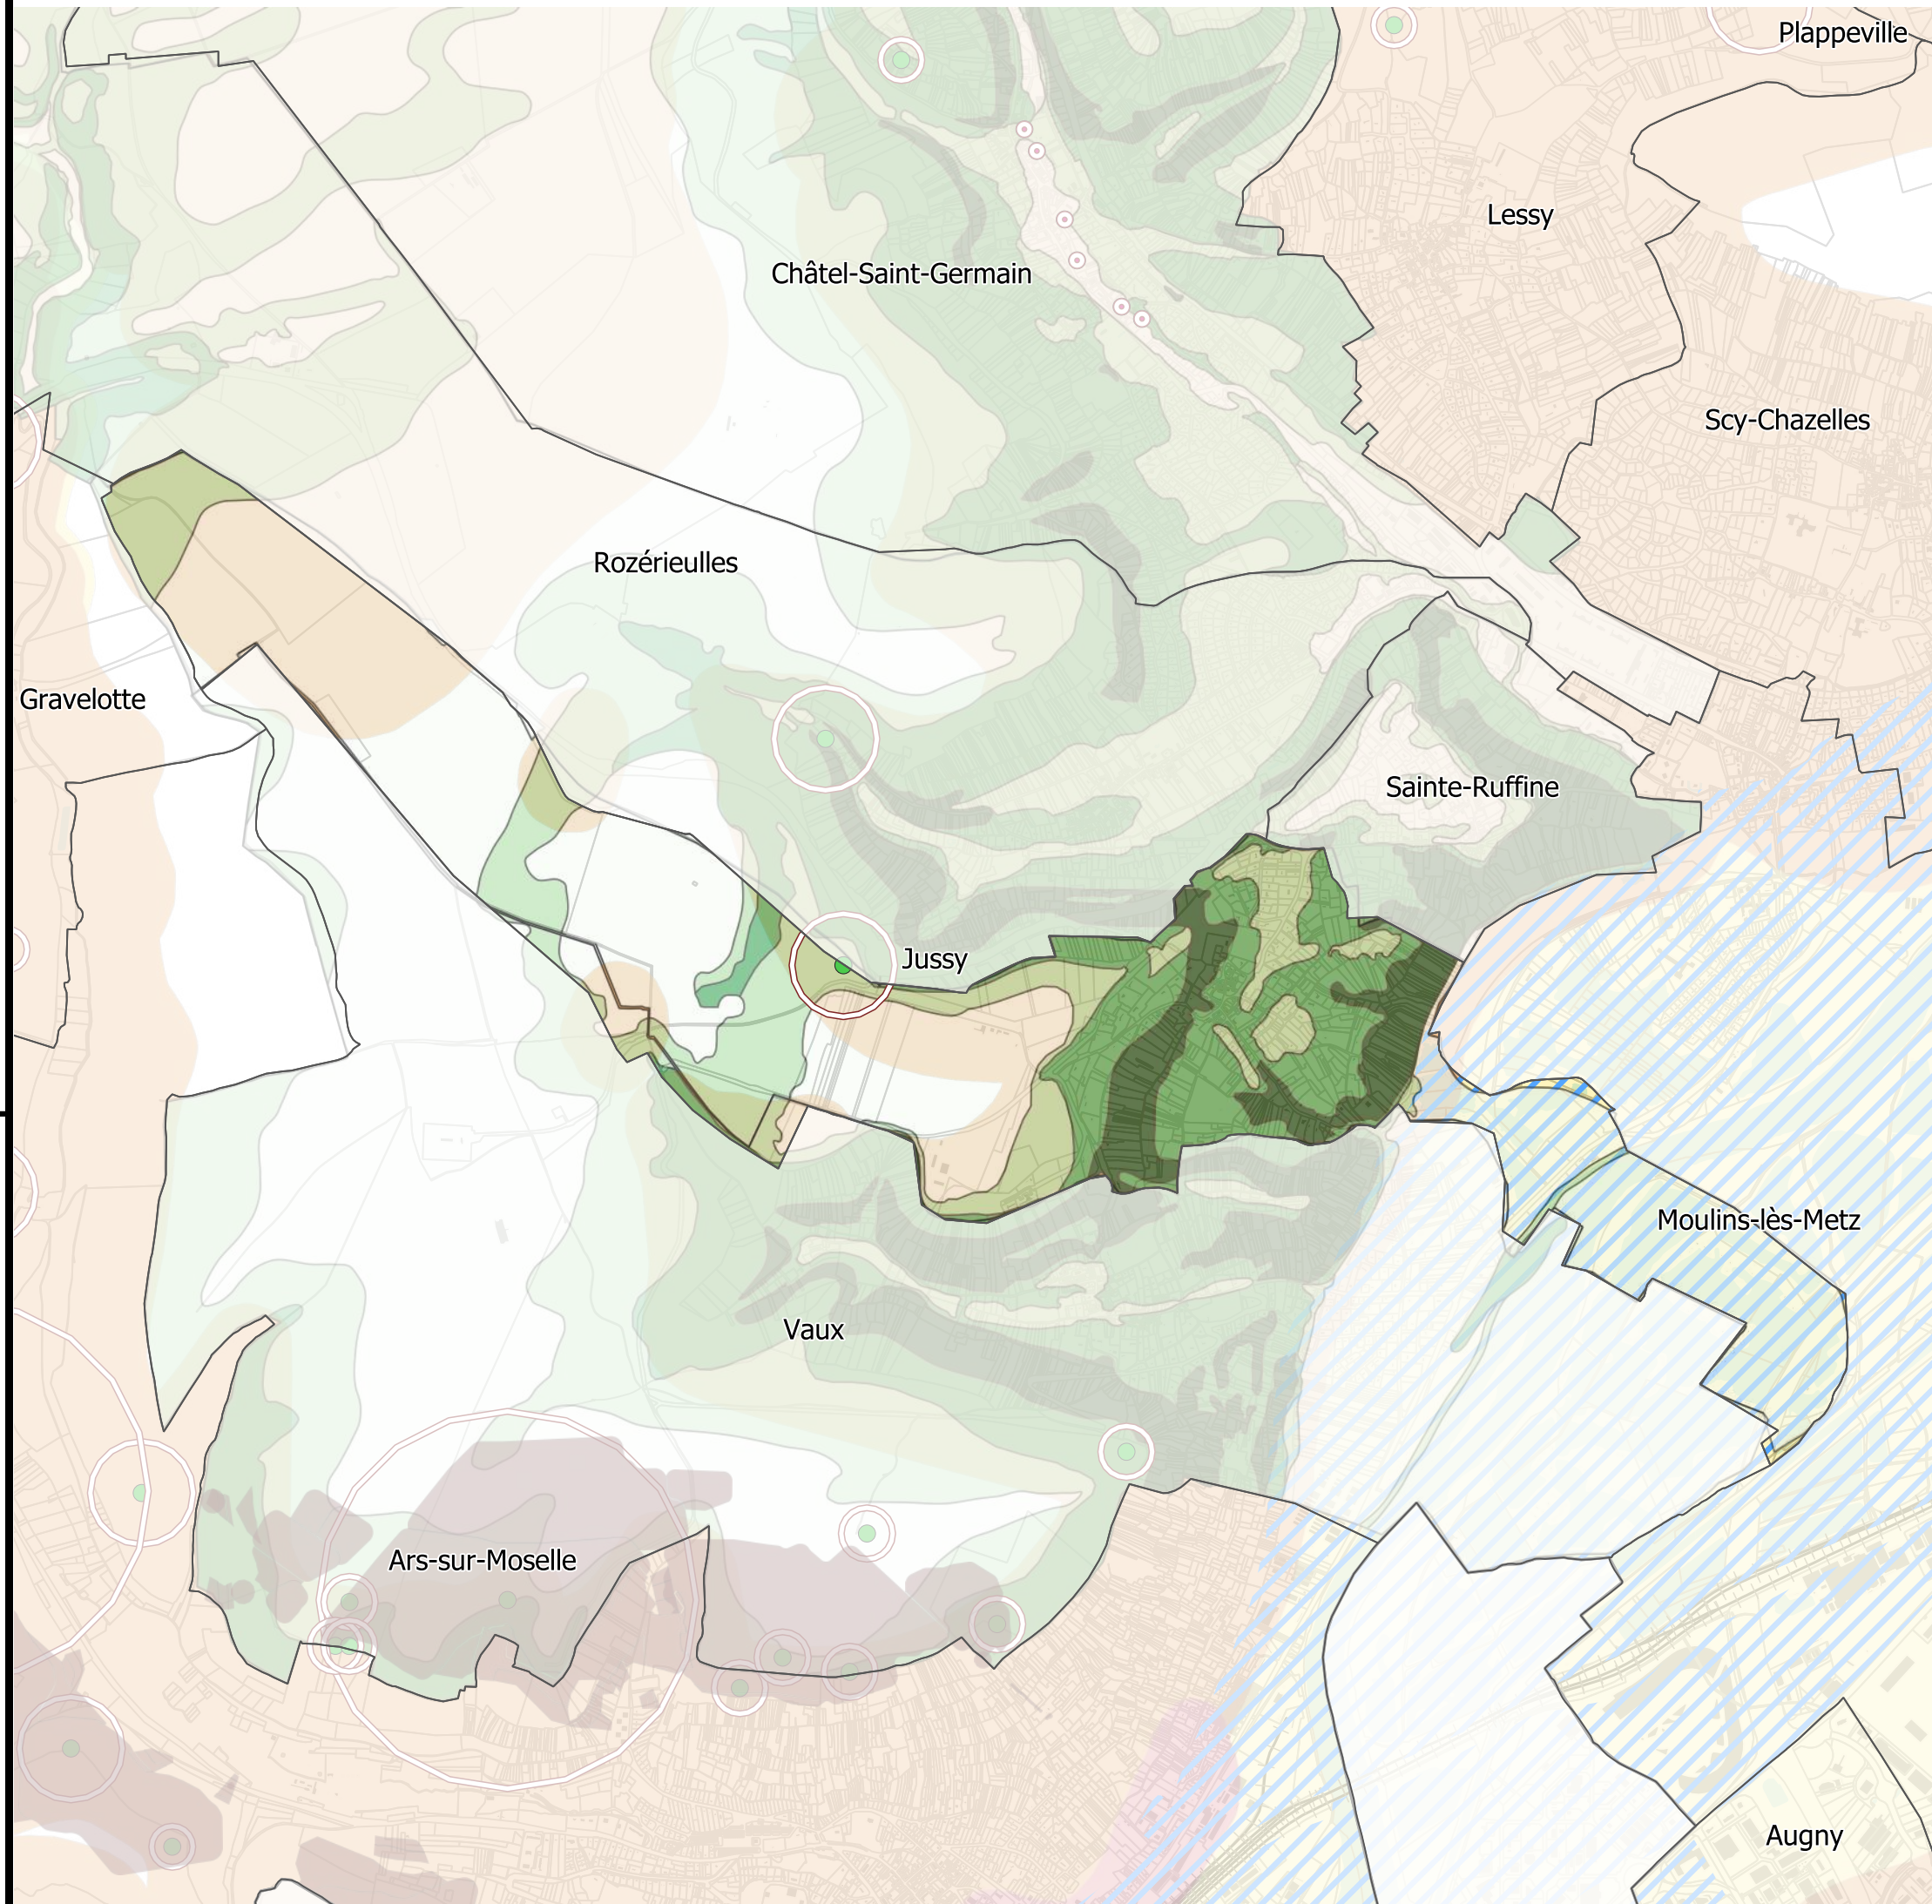 Plappeville
Lessy
Châtel-Saint-Germain
Scy-Chazelles
Rozérieulles
Gravelotte
Sainte-Ruffine
Jussy
Moulins-lès-Metz
Vaux
Ars-sur-Moselle
Augny